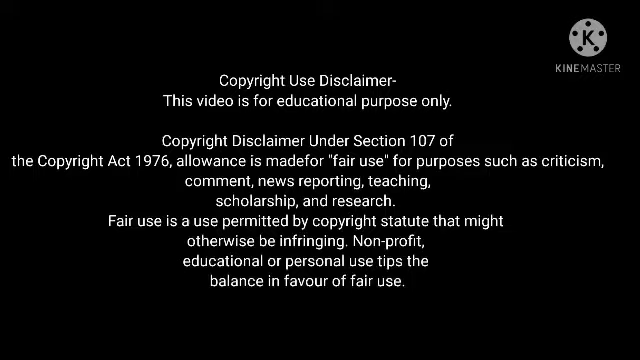 K
KINEMASTER
Copyright Use Disclaimer-
This video is for educational purpose only.
Copyright Disclaimer Under Section 107 of
the Copyright Act 1976, allowance is madefor "fair use" for purposes such as criticism,
comment, news reporting, teaching,
scholarship, and research.
Fair use is a use permitted by copyright statute that might
otherwise be infringing. Non-profit,
educational or personal use tips the
balance in favour of fair use.